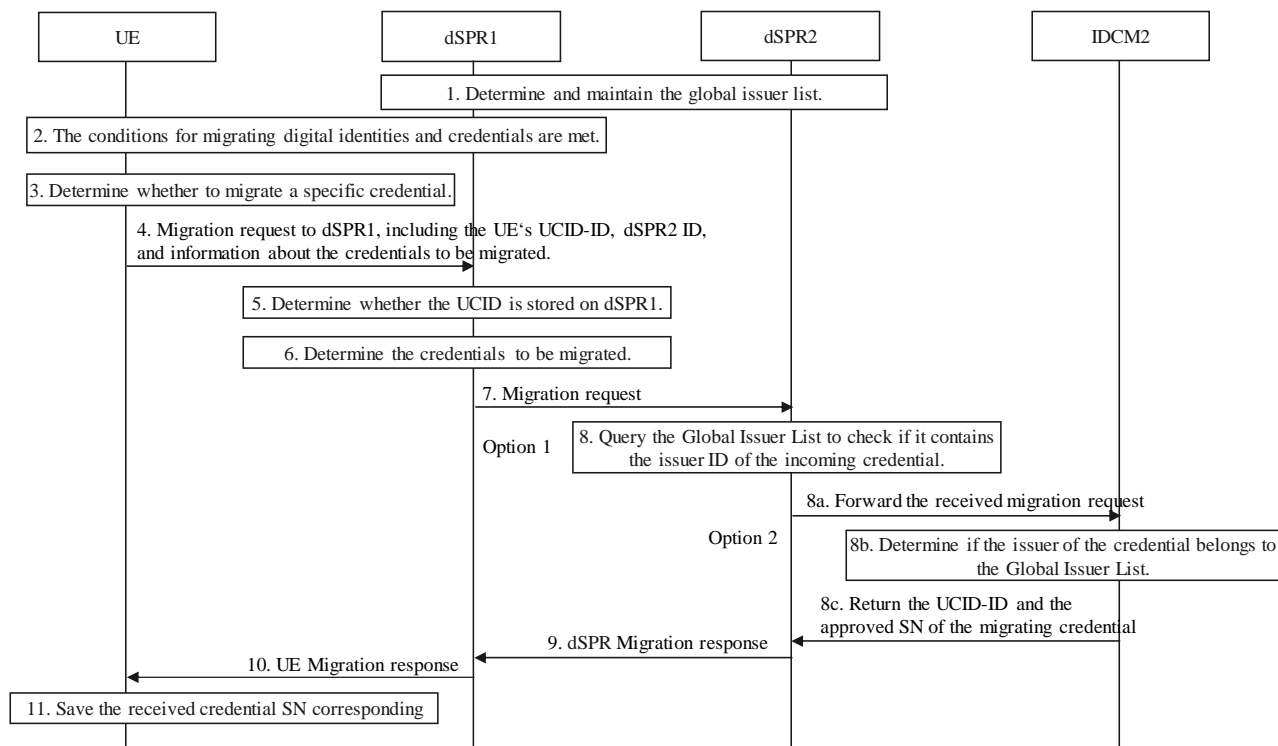 UE
dSPR1
dSPR2
IDCM2
1. Determine and maintain the global issuer list.
2. The conditions for migrating digital identities and credentials are met.
3. Determine whether to migrate a specific credential.
4. Migration request to dSPR1, including the UE‘s UCID-ID, dSPR2 ID,
and information about the credentials to be migrated.
5. Determine whether the UCID is stored on dSPR1.
6. Determine the credentials to be migrated.
7. Migration request
Option 1
8. Query the Global Issuer List to check if it contains
the issuer ID of the incoming credential.
8a. Forward the received migration request
Option 2
8b. Determine if the issuer of the credential belongs to
the Global Issuer List.
8c. Return the UCID-ID and the
approved SN of the migrating credential
9. dSPR Migration response
10. UE Migration response
11. Save the received credential SN corresponding